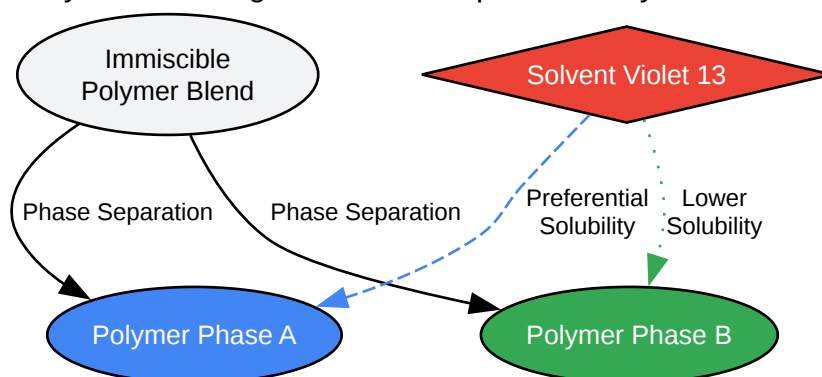 Immiscible
Polymer Blend
Solvent Violet 13
Phase Separation
Phase Separation
Preferential
Solubility
Lower
Solubility
Polymer Phase A
Polymer Phase B